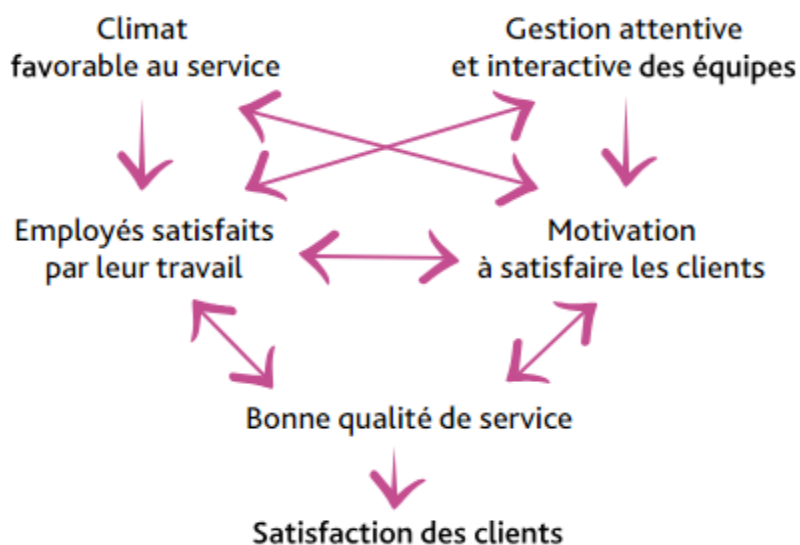 Climat
favorable au service
Gestion attentive
et interactive des équipes
Employés satisfaits
par leur travail
Motivation
à satisfaire les clients
Bonne qualité de service
Satisfaction des clients